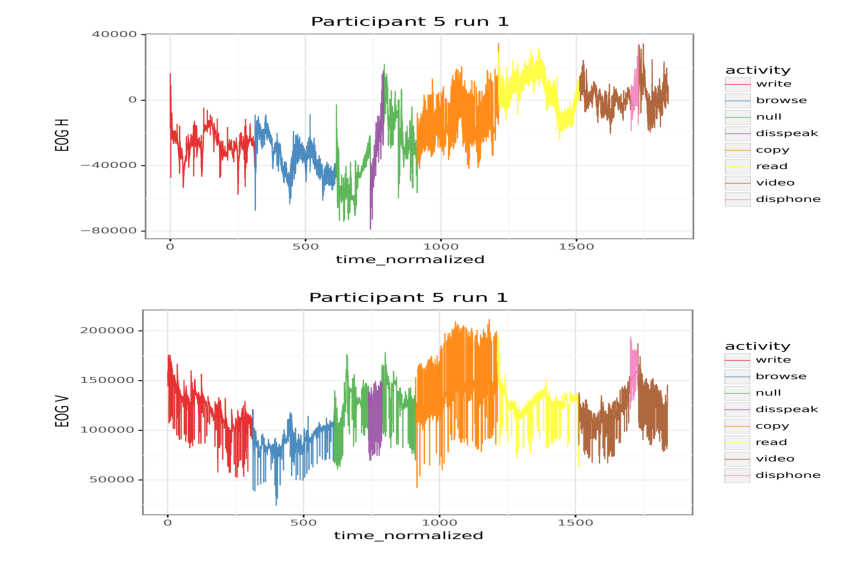 Participant 5 run 1
40000
0
−40000
−80000
EOG H
0
500
1000
1500
time_normalized
activity
write
browse
null
disspeak
copy
read
video
disphone
Participant 5 run 1
200000
150000
100000
50000
EOG V
0
500
1000
1500
time_normalized
activity
write
browse
null
disspeak
copy
read
video
disphone